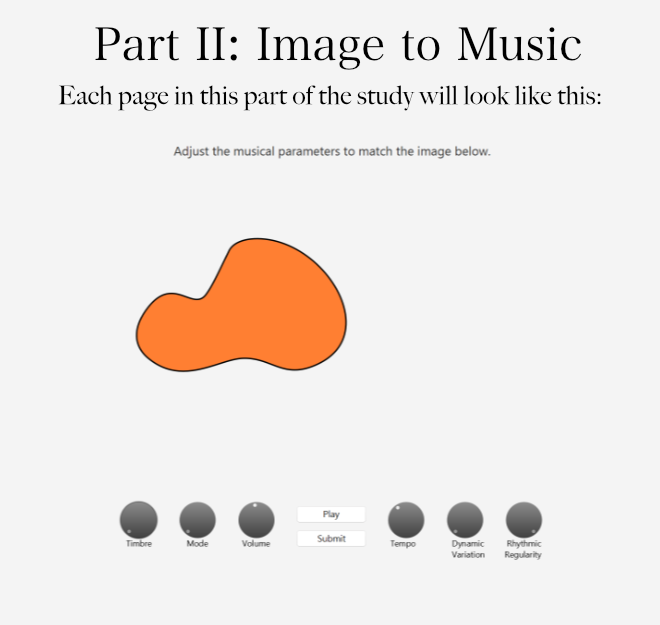 Part II: Image to Music
Each page in this part of the study will look like this:
Adjust the musical parameters to match the image below.
Play
Submit
Timbre
Mode
Volume
Tempo
Dynamic
Variation
Rhythmic
Regularity